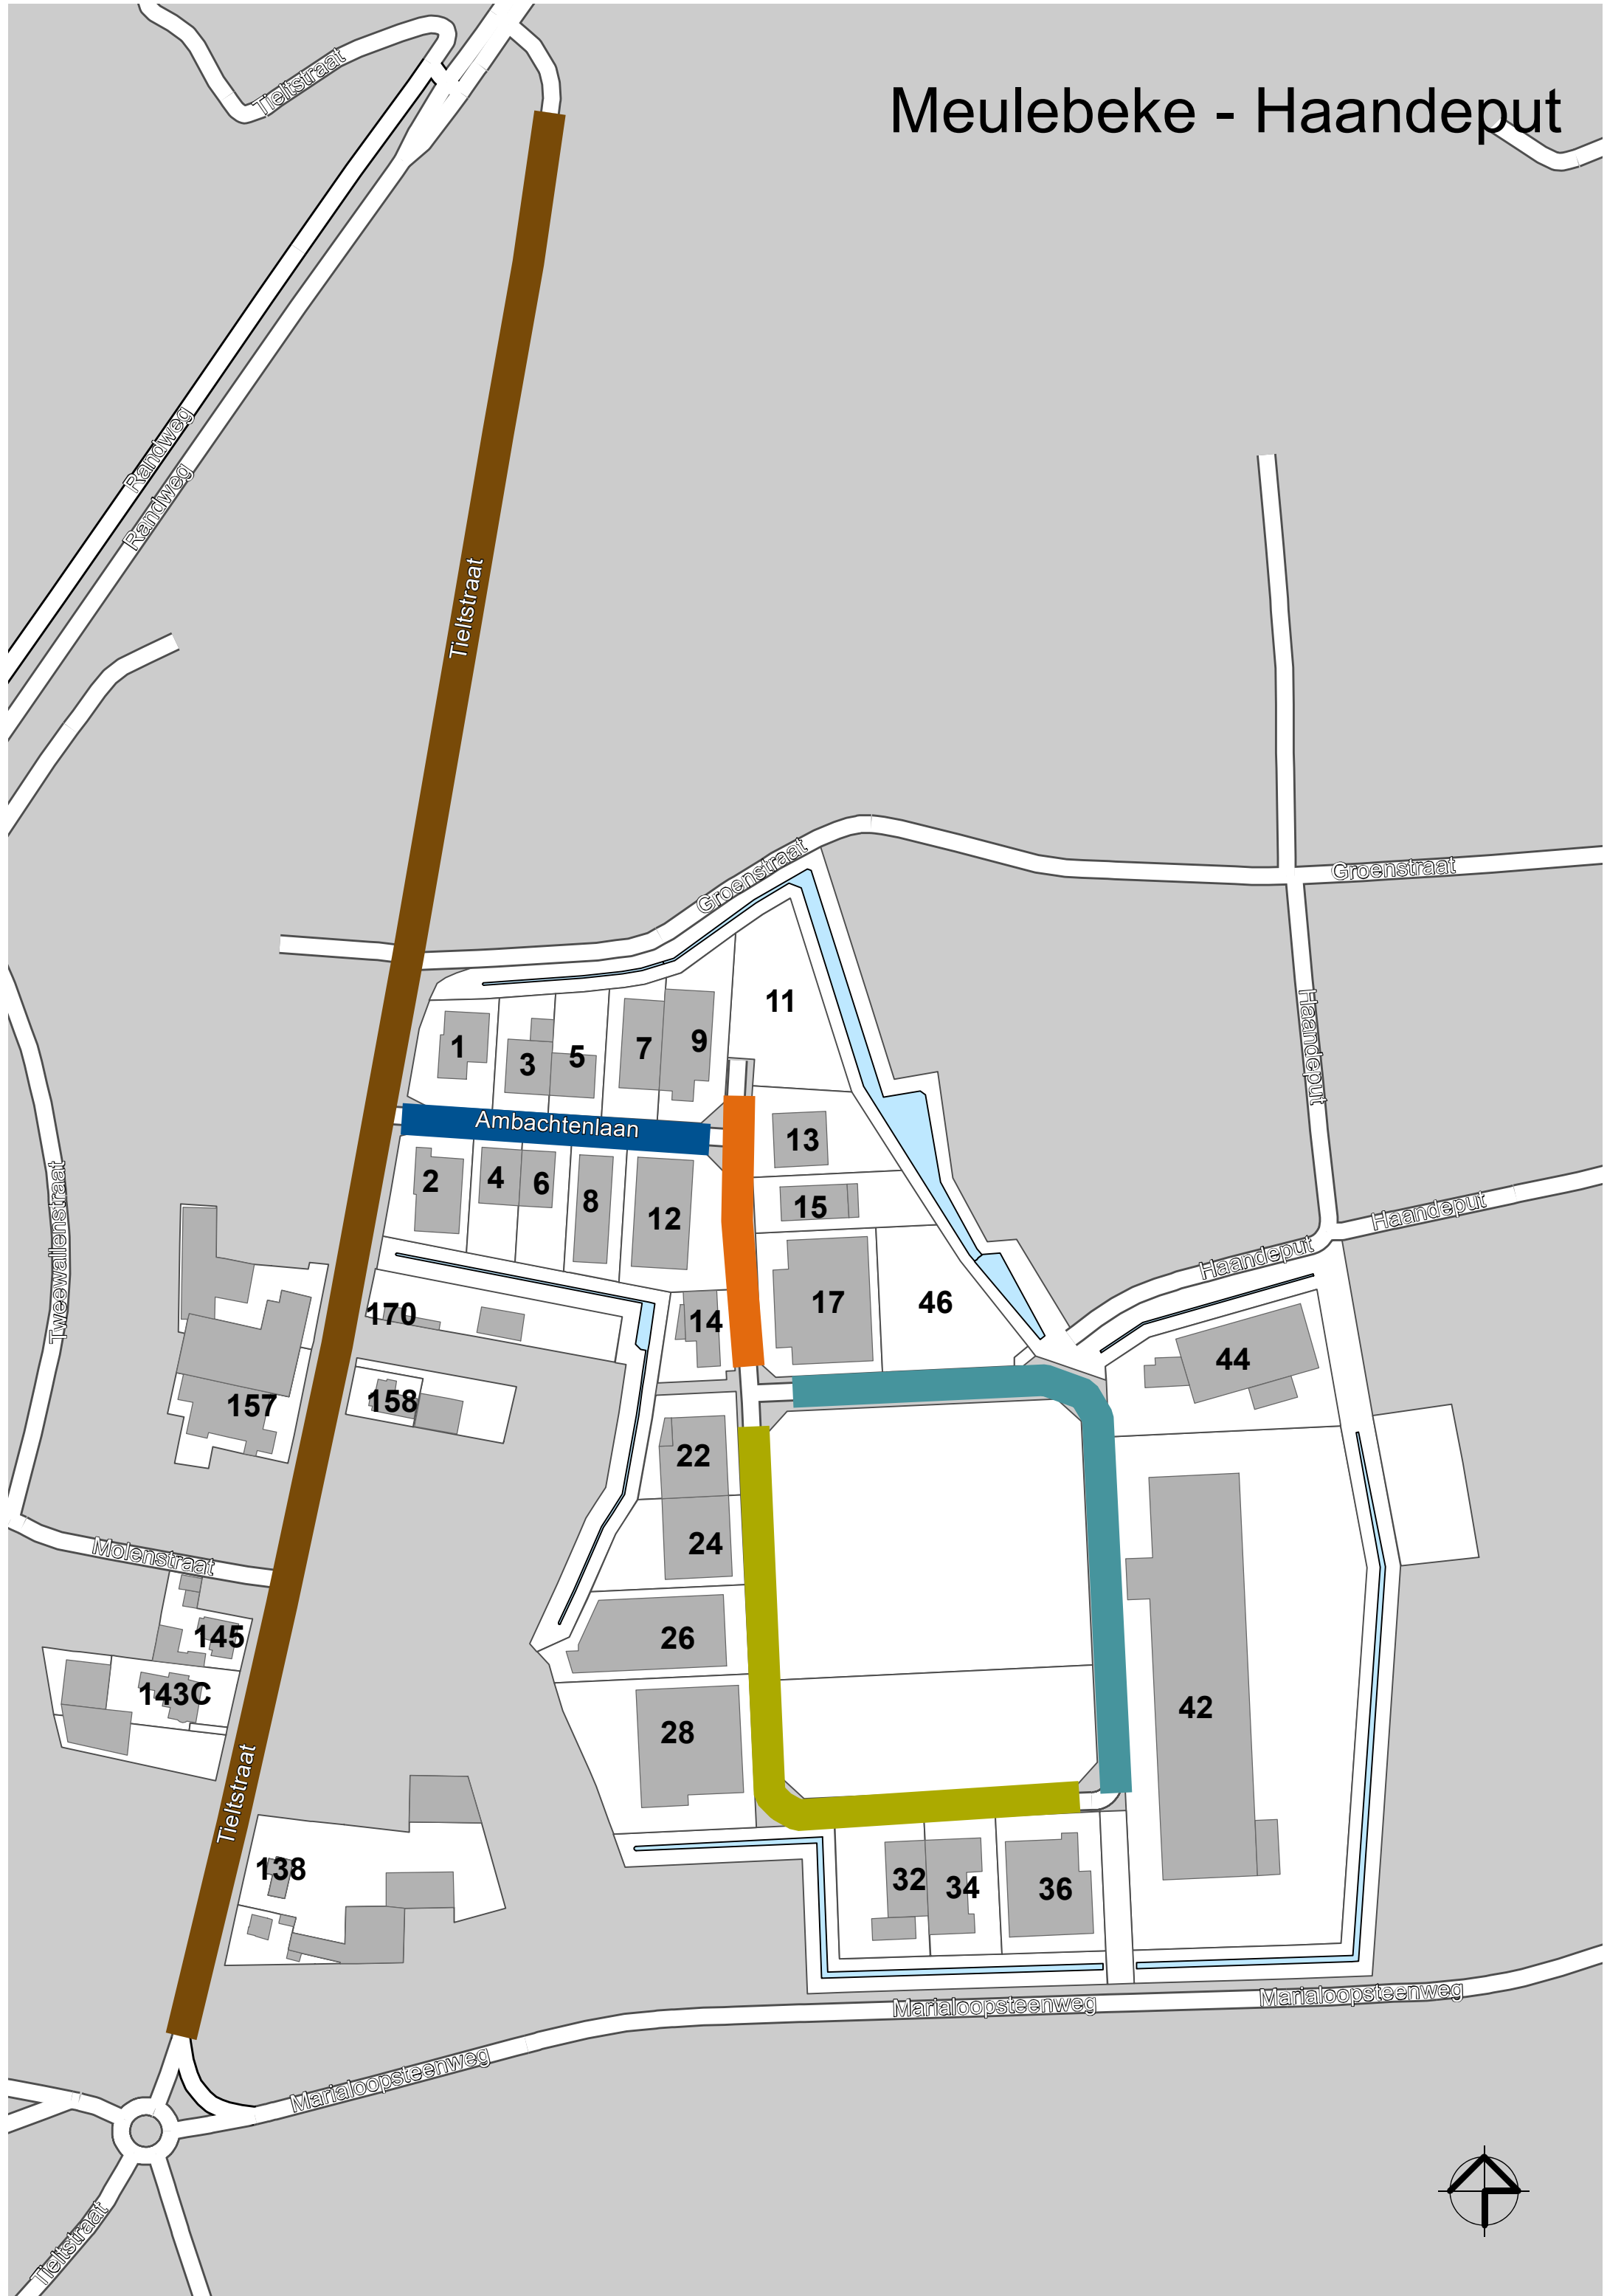 Tieltstraat
Meulebeke - Haandeput
Randweg
Randweg
Tieltstraat
Groenstraat
Groenstraat
11
1
3
5
7
9
Haandeput
Ambachtenlaan
13
2
4
6
8
12
15
Haandeput
Tweewallenstraat
Haandeput
170
14
17
46
44
157
158
22
Molenstraat
24
145
26
143C
28
42
Tieltstraat
138
32
34
36
Marialoopsteenweg
Marialoopsteenweg
Marialoopsteenweg
Tieltstraat